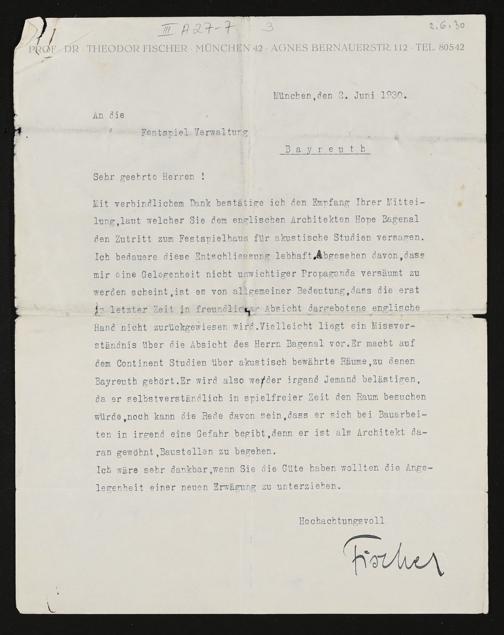 III A 27-7 3 2.6.30
PROF. DR. THEODOR FISCHER · MÜNCHEN 42 · AGNES BERNAUERSTR. 112 · TEL. 80542
München,den 2. Juni 1930.
An die
Festspiel Verwaltung
Bayreuth
Sehr geehrte Herren !
Mit verbindlichem Dank bestätige ich den Empfang Ihrer Mittei-
lung,laut welcher Sie dem englischen Architekten Hope Bagenal
den Zutritt zum Festspielhaus für akustische Studien versagen.
Ich bedauere diese Entschliessung lebhaft.Abgesehen davon,dass
mir eine Gelegenheit nicht unwichtiger Propaganda versäumt zu
werden scheint,ist es von allgemeiner Bedeutung,dass die erst
in letzter Zeit in freundlicher Absicht dargebotene englische
Hand nicht zurückgewiesen wird.Vielleicht liegt ein Missver-
ständnis über die Absicht des Herrn Bagenal vor.Er macht auf
dem Continent Studien über akustisch bewährte Räume,zu denen
Bayreuth gehört.Er wird also weder irgend Jemand belästigen,
da er selbstverständlich in spielfreier Zeit den Raum besuchen
würde,noch kann die Rede davon sein,dass er sich bei Bauarbei-
ten in irgend eine Gefahr begibt,denn er ist als Architekt da-
ran gewöhnt,Baustellen zu begehen.
Ich wäre sehr dankbar,wenn Sie die Güte haben wollten die Ange-
legenheit einer neuen Erwägung zu unterziehen.
Hochachtungsvoll
Fischer